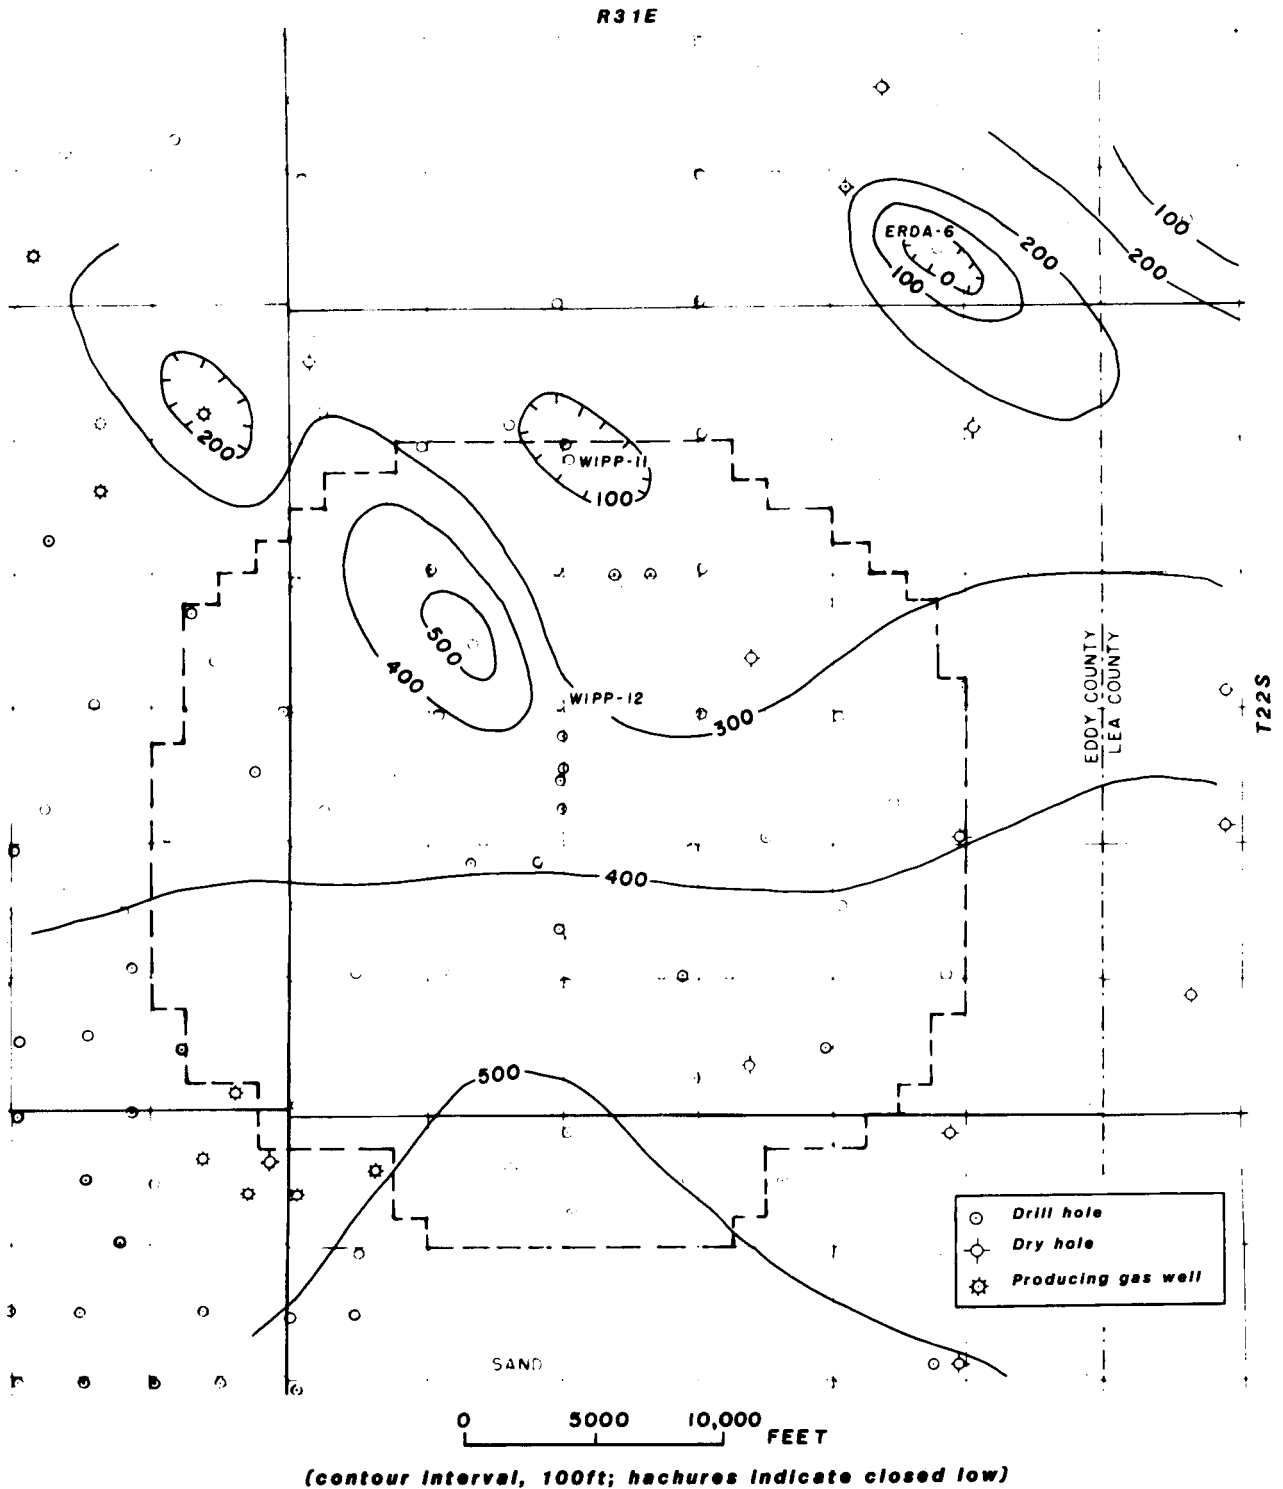 R31E
100
200
200
ERDA-6
100
0
200
WIPP-11
100
500
400
WIPP-12
300
EDDY COUNTY
LEA COUNTY
T22S
400
500
Drill hole
Dry hole
Producing gas well
SAND
0 5000 10,000 FEET
(contour interval, 100ft; hachures indicate closed low)